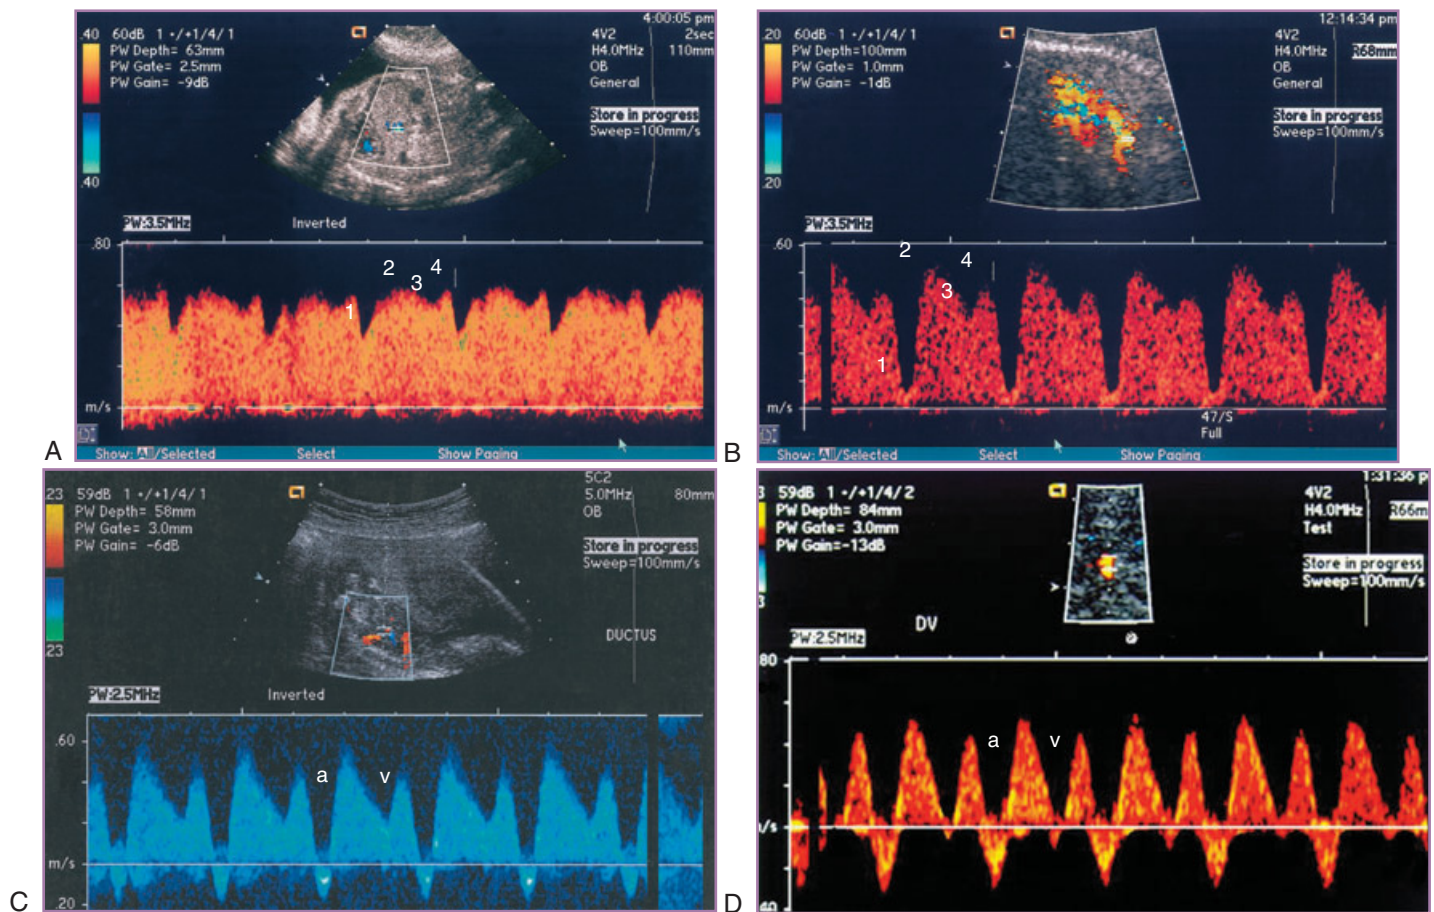 4:00:05 pm
.40 60dB 1 •/+1/4/ 1 4V2 2sec
PW Depth= 63mm H4.0MHz 110mm
PW Gate= 2.5mm OB
PW Gain= -9dB General
Store in progress
Sweep=100mm/s
.40
PW:3.5MHz Inverted
.80
2 3 4
1
m/s
A
Show: All/Selected Select Show Paging
12:14:34 pm
.20 60dB 1 •/+1/4/ 1 4V2
PW Depth=100mm H4.0MHz R68mm
PW Gate= 1.0mm OB
PW Gain= -1dB General
Store in progress
Sweep=100mm/s
.20
PW:3.5MHz
.60
2 4
3
1
m/s
47/S
Full
B
Show: All/Selected Select Show Paging
5C2
23 59dB 1 •/+1/4/ 1 5.0MHz 80mm
PW Depth= 58mm OB
PW Gate= 3.0mm
PW Gain= -6dB
Store in progress
Sweep=100mm/s
DUCTUS
23
PW:2.5MHz Inverted
.60
a v
m/s
.20
C
1:31:36 pm
59dB 1 •/+1/4/ 2 4V2
PW Depth= 84mm H4.0MHz R66m
PW Gate= 3.0mm Test
PW Gain=-13dB
Store in progress
Sweep=100mm/s
DV
PW:2.5MHz
80
a v
/s
D